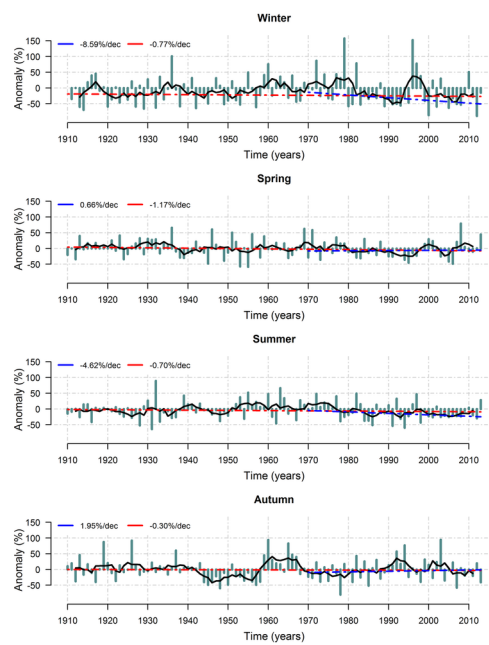 Winter
Anomaly (%)
150
100
50
0
-50
-8.59%/dec -0.77%/dec
1910 1920 1930 1940 1950 1960 1970 1980 1990 2000 2010
Time (years)
Spring
Anomaly (%)
150
100
50
0
-50
0.66%/dec -1.17%/dec
1910 1920 1930 1940 1950 1960 1970 1980 1990 2000 2010
Time (years)
Summer
Anomaly (%)
150
100
50
0
-50
-4.62%/dec -0.70%/dec
1910 1920 1930 1940 1950 1960 1970 1980 1990 2000 2010
Time (years)
Autumn
Anomaly (%)
150
100
50
0
-50
1.95%/dec -0.30%/dec
1910 1920 1930 1940 1950 1960 1970 1980 1990 2000 2010
Time (years)